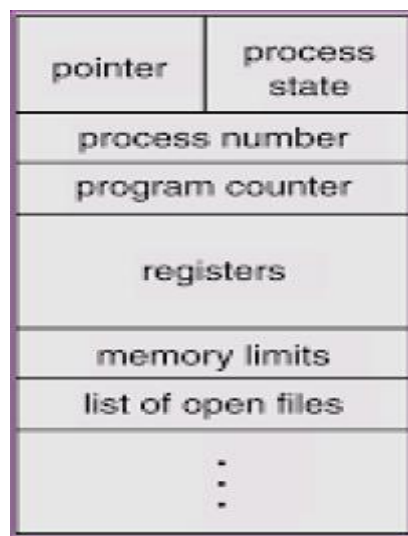 pointer
process
state
process number
program counter
registers
memory limits
list of open files